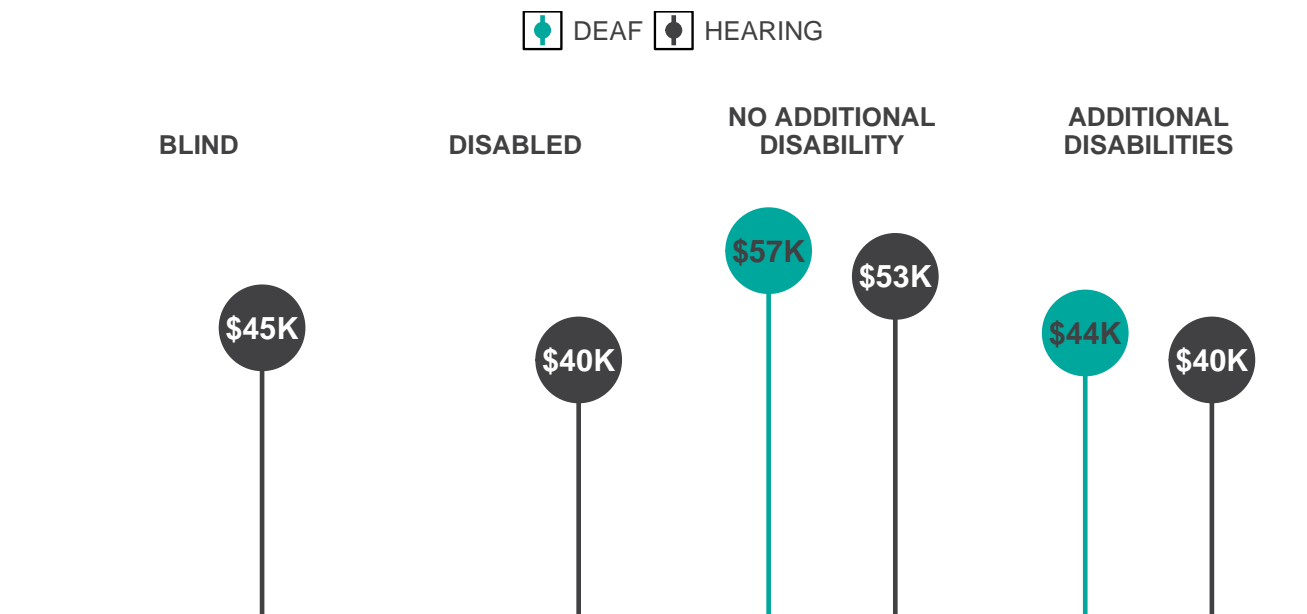 DEAF HEARING
BLIND
DISABLED
NO ADDITIONAL
DISABILITY
ADDITIONAL
DISABILITIES
$45K
$40K
$57K
$53K
$44K
$40K